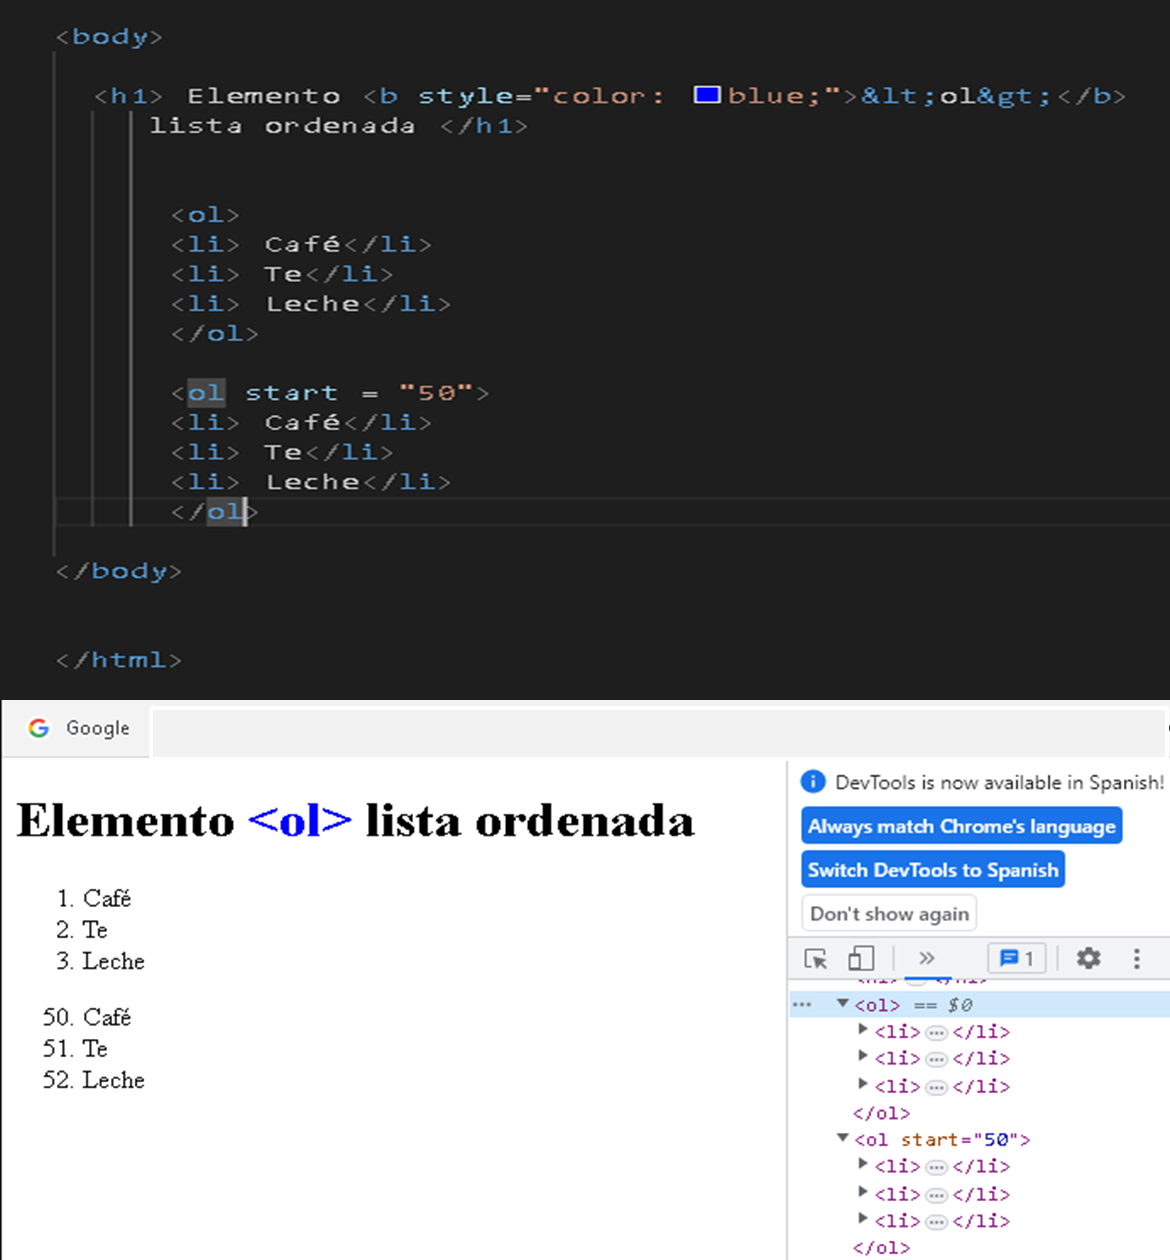 <body>
<h1> Elemento <b style="color: blue;">&lt;ol&gt;</b>
lista ordenada </h1>
<ol>
<li> Café</li>
<li> Te</li>
<li> Leche</li>
</ol>
<ol start = "50">
<li> Café</li>
<li> Te</li>
<li> Leche</li>
</ol>
</body>
</html>
Google
Elemento <ol> lista ordenada
1. Café
2. Te
3. Leche
50. Café
51. Te
52. Leche
DevTools is now available in Spanish!
Always match Chrome's language
Switch DevTools to Spanish
Don't show again
» 1
... <ol> == $0
<li>…</li>
<li>…</li>
<li>…</li>
</ol>
<ol start="50">
<li>…</li>
<li>…</li>
<li>…</li>
</ol>